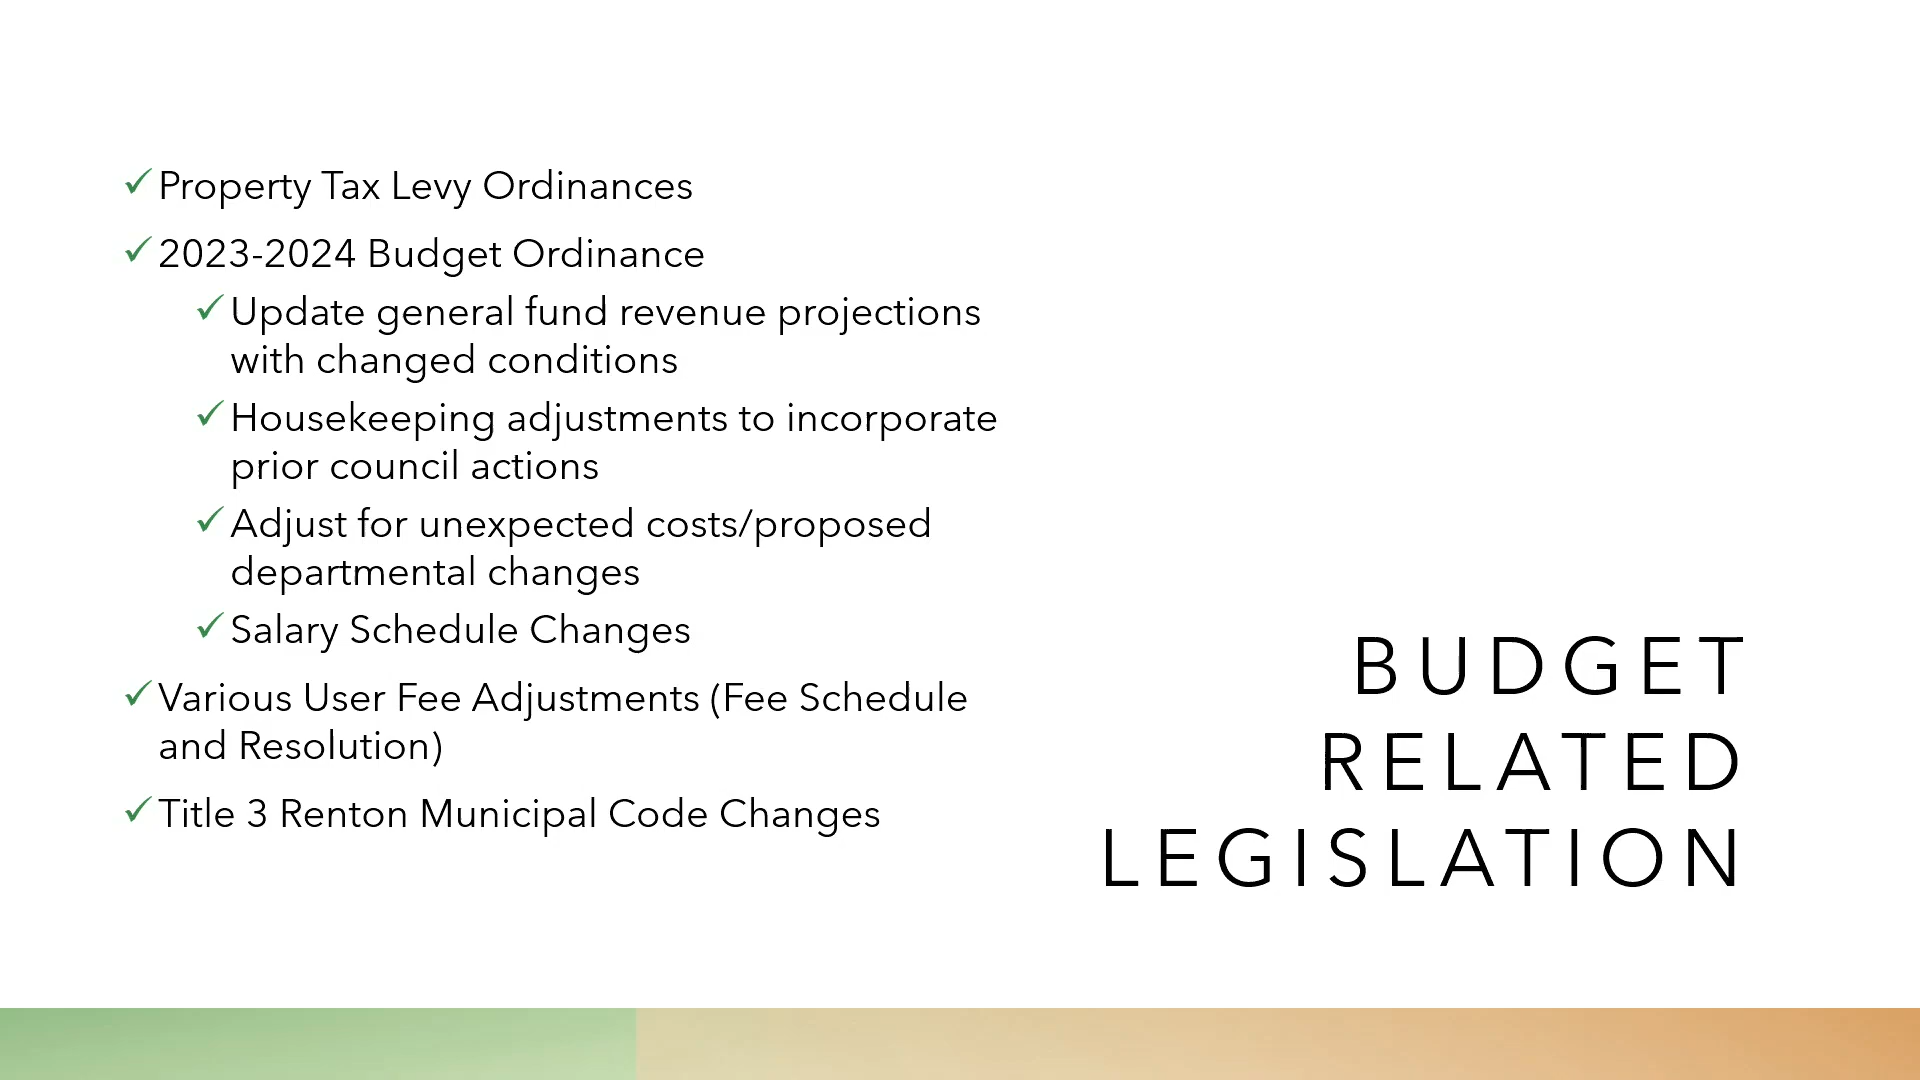 Property Tax Levy Ordinances
2023-2024 Budget Ordinance
Update general fund revenue projections
with changed conditions
Housekeeping adjustments to incorporate
prior council actions
Adjust for unexpected costs/proposed
departmental changes
Salary Schedule Changes
Various User Fee Adjustments (Fee Schedule
and Resolution)
Title 3 Renton Municipal Code Changes
BUDGET
RELATED
LEGISLATION